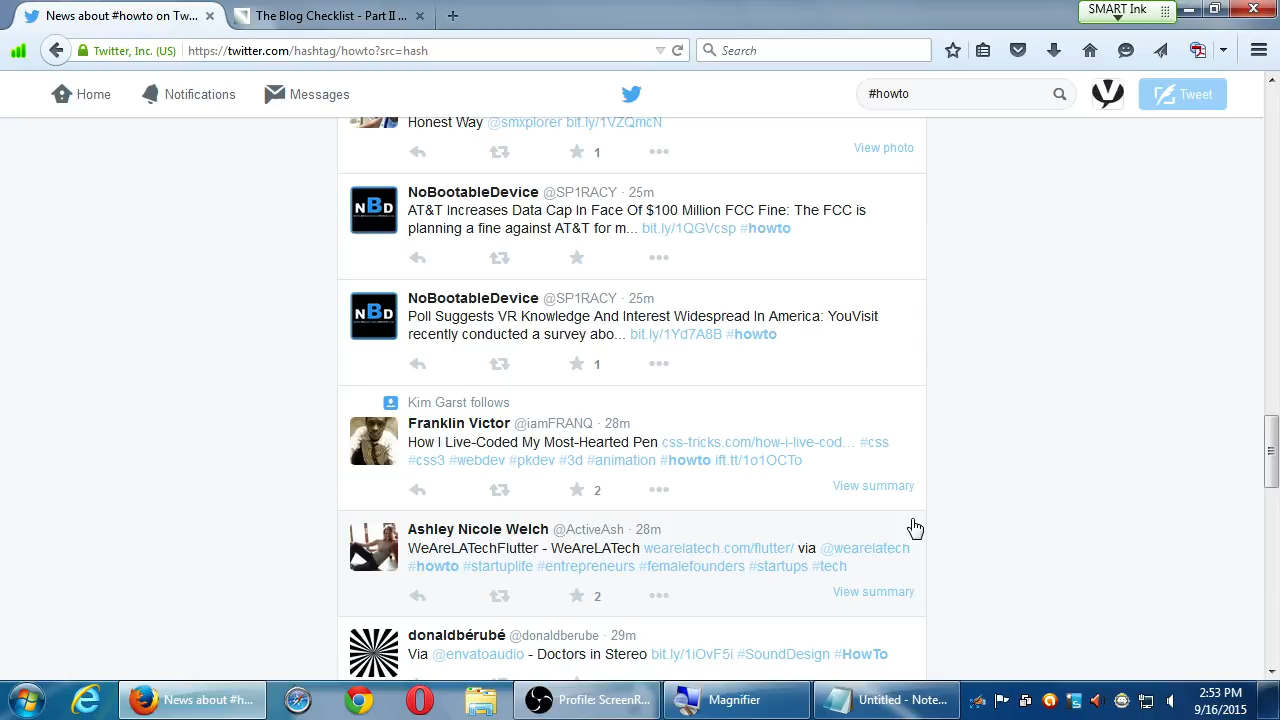 News about #howto on Tw...
The Blog Checklist - Part II ...
SMART Ink
Twitter, Inc. (US)
https://twitter.com/hashtag/howto?src=hash
Search
Home
Notifications
Messages
#howto
Tweet
Honest Way @smxplorer bit.ly/1VZQmcN
1
View photo
NoBootableDevice @SP1RACY · 25m
AT&T Increases Data Cap In Face Of $100 Million FCC Fine: The FCC is
planning a fine against AT&T for m... bit.ly/1QGVcsp #howto
NBD
NoBootableDevice @SP1RACY · 25m
Poll Suggests VR Knowledge And Interest Widespread In America: YouVisit
recently conducted a survey abo... bit.ly/1Yd7A8B #howto
NBD
1
Kim Garst follows
Franklin Victor @iamFRANQ · 28m
How I Live-Coded My Most-Hearted Pen css-tricks.com/how-i-live-cod... #css
#css3 #webdev #pkdev #3d #animation #howto ift.tt/1o1OCTo
2
View summary
Ashley Nicole Welch @ActiveAsh · 28m
WeAreLATechFlutter - WeAreLATech wearelatech.com/flutter/ via @wearelatech
#howto #startuplife #entrepreneurs #femalefounders #startups #tech
2
View summary
donaldbérubé @donaldberube · 29m
Via @envatoaudio - Doctors in Stereo bit.ly/1iOvF5i #SoundDesign #HowTo
News about #h...
Profile: ScreenR...
Magnifier
Untitled - Note...
2:53 PM
9/16/2015